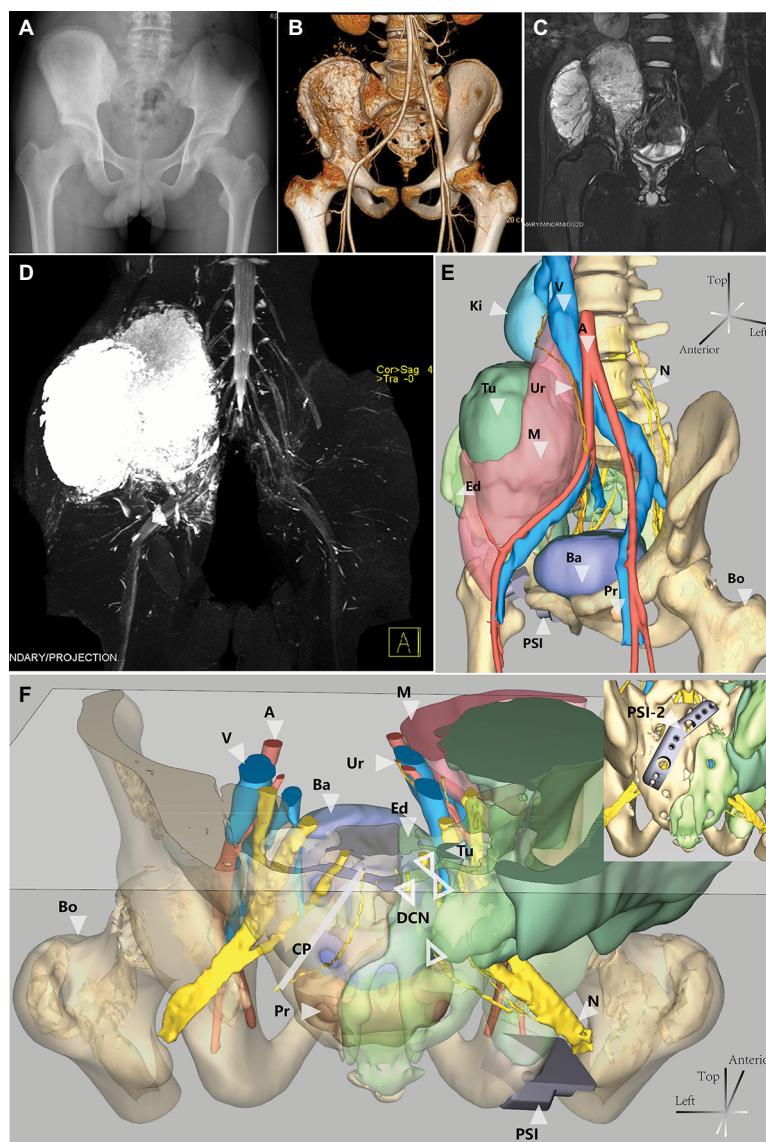 A
B
20 cm
C
MARY/MINORMIDIS2D
D
Cor>Sag 4
>Tra -0
A
NDARY/PROJECTION...
E
V
Ki
A
Top
Left
Anterior
N
Tu
Ur
M
Ed
Ba
Bo
Pr
PSI
F
A
M
V
Ur
Ba
Ed
PSI-2
Tu
Bo
DCN
CP
Pr
N
Top
Anterior
Left
PSI